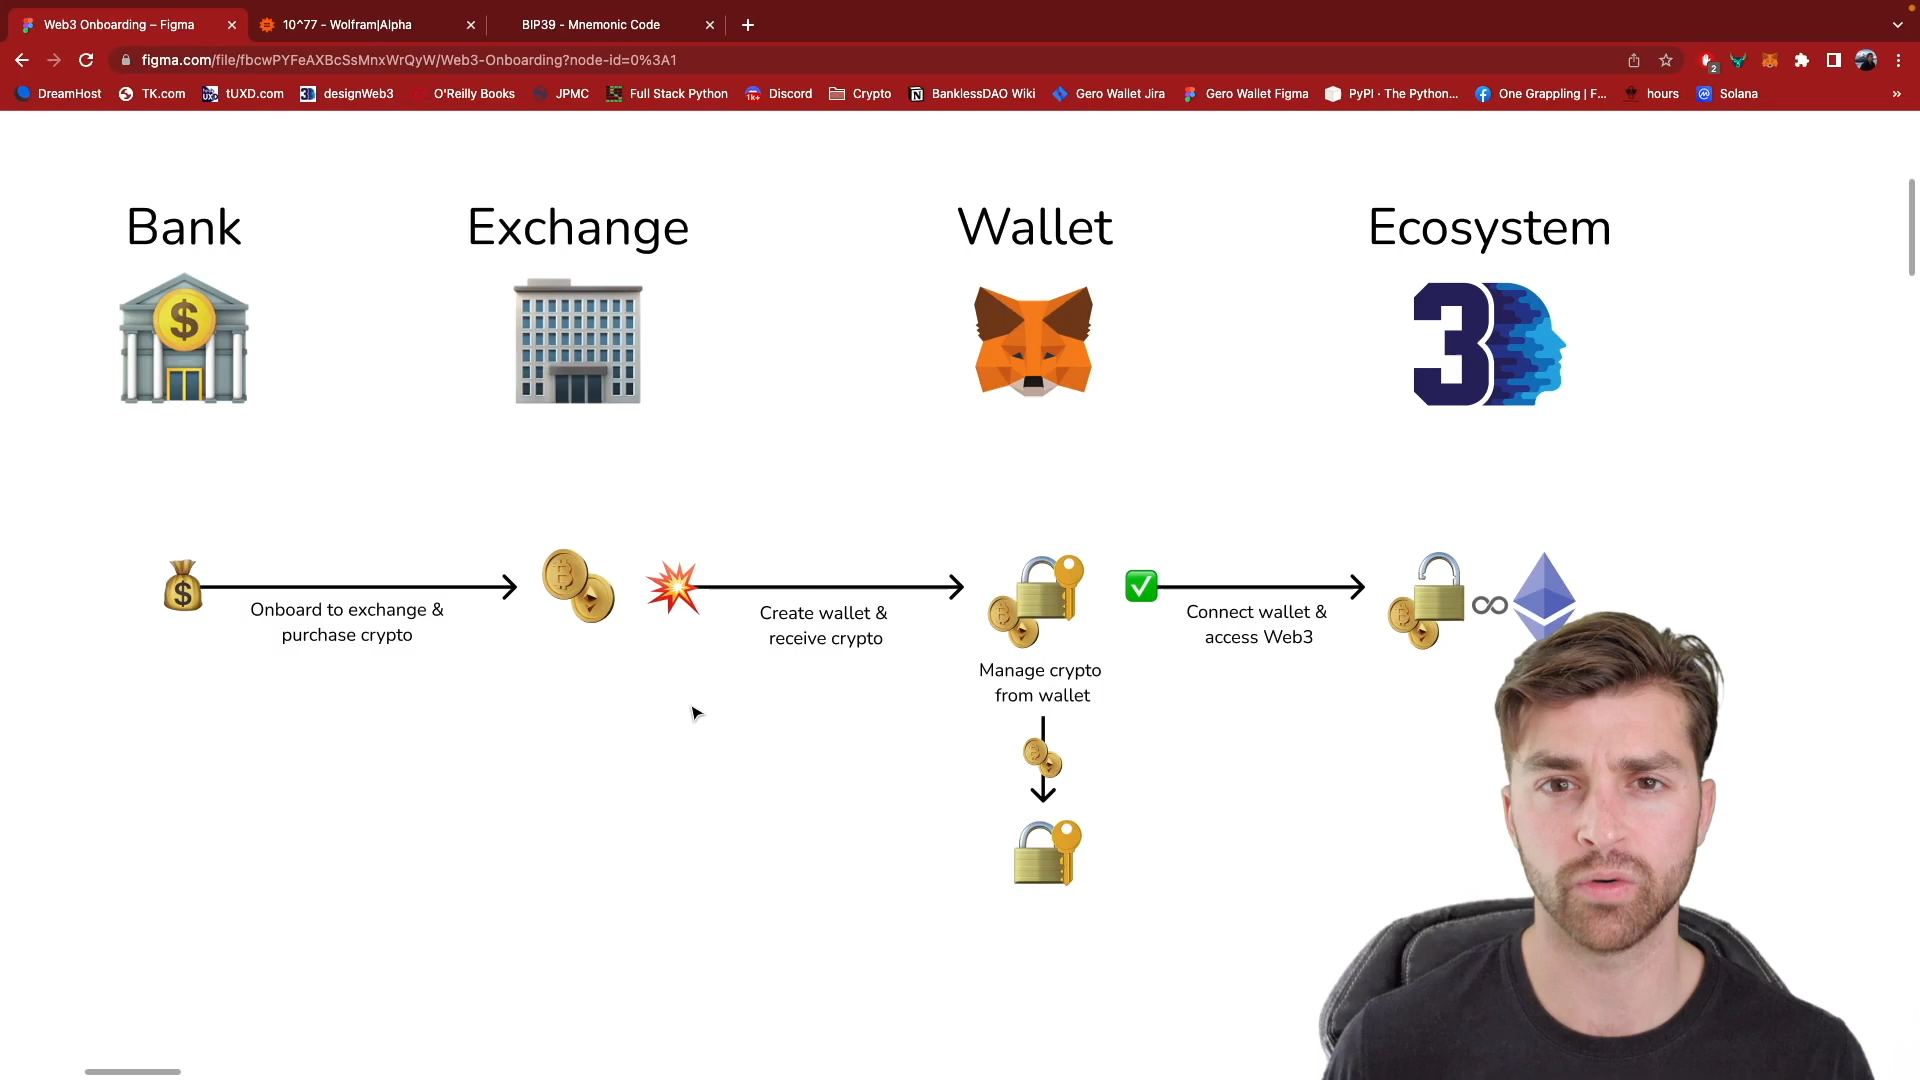 Web3 Onboarding – Figma
10^77 - Wolfram|Alpha
BIP39 - Mnemonic Code
figma.com/file/fbcwPYFeAXBcSsMnxWrQyW/Web3-Onboarding?node-id=0%3A1
2
DreamHost
TK.com
tUXD.com
designWeb3
O'Reilly Books
JPMC
Full Stack Python
1k+
Discord
Crypto
BanklessDAO Wiki
Gero Wallet Jira
Gero Wallet Figma
PyPI · The Python...
One Grappling | F...
hours
Solana
»
Bank
Exchange
Wallet
Ecosystem
$
3
$
Onboard to exchange &
purchase crypto
Create wallet &
receive crypto
Connect wallet &
access Web3
Manage crypto
from wallet